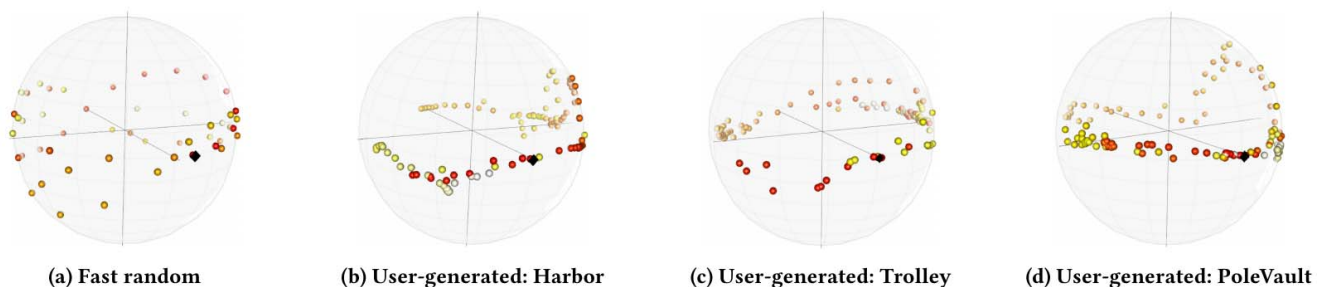 (a) Fast random
(b) User-generated: Harbor
(c) User-generated: Trolley
(d) User-generated: PoleVault